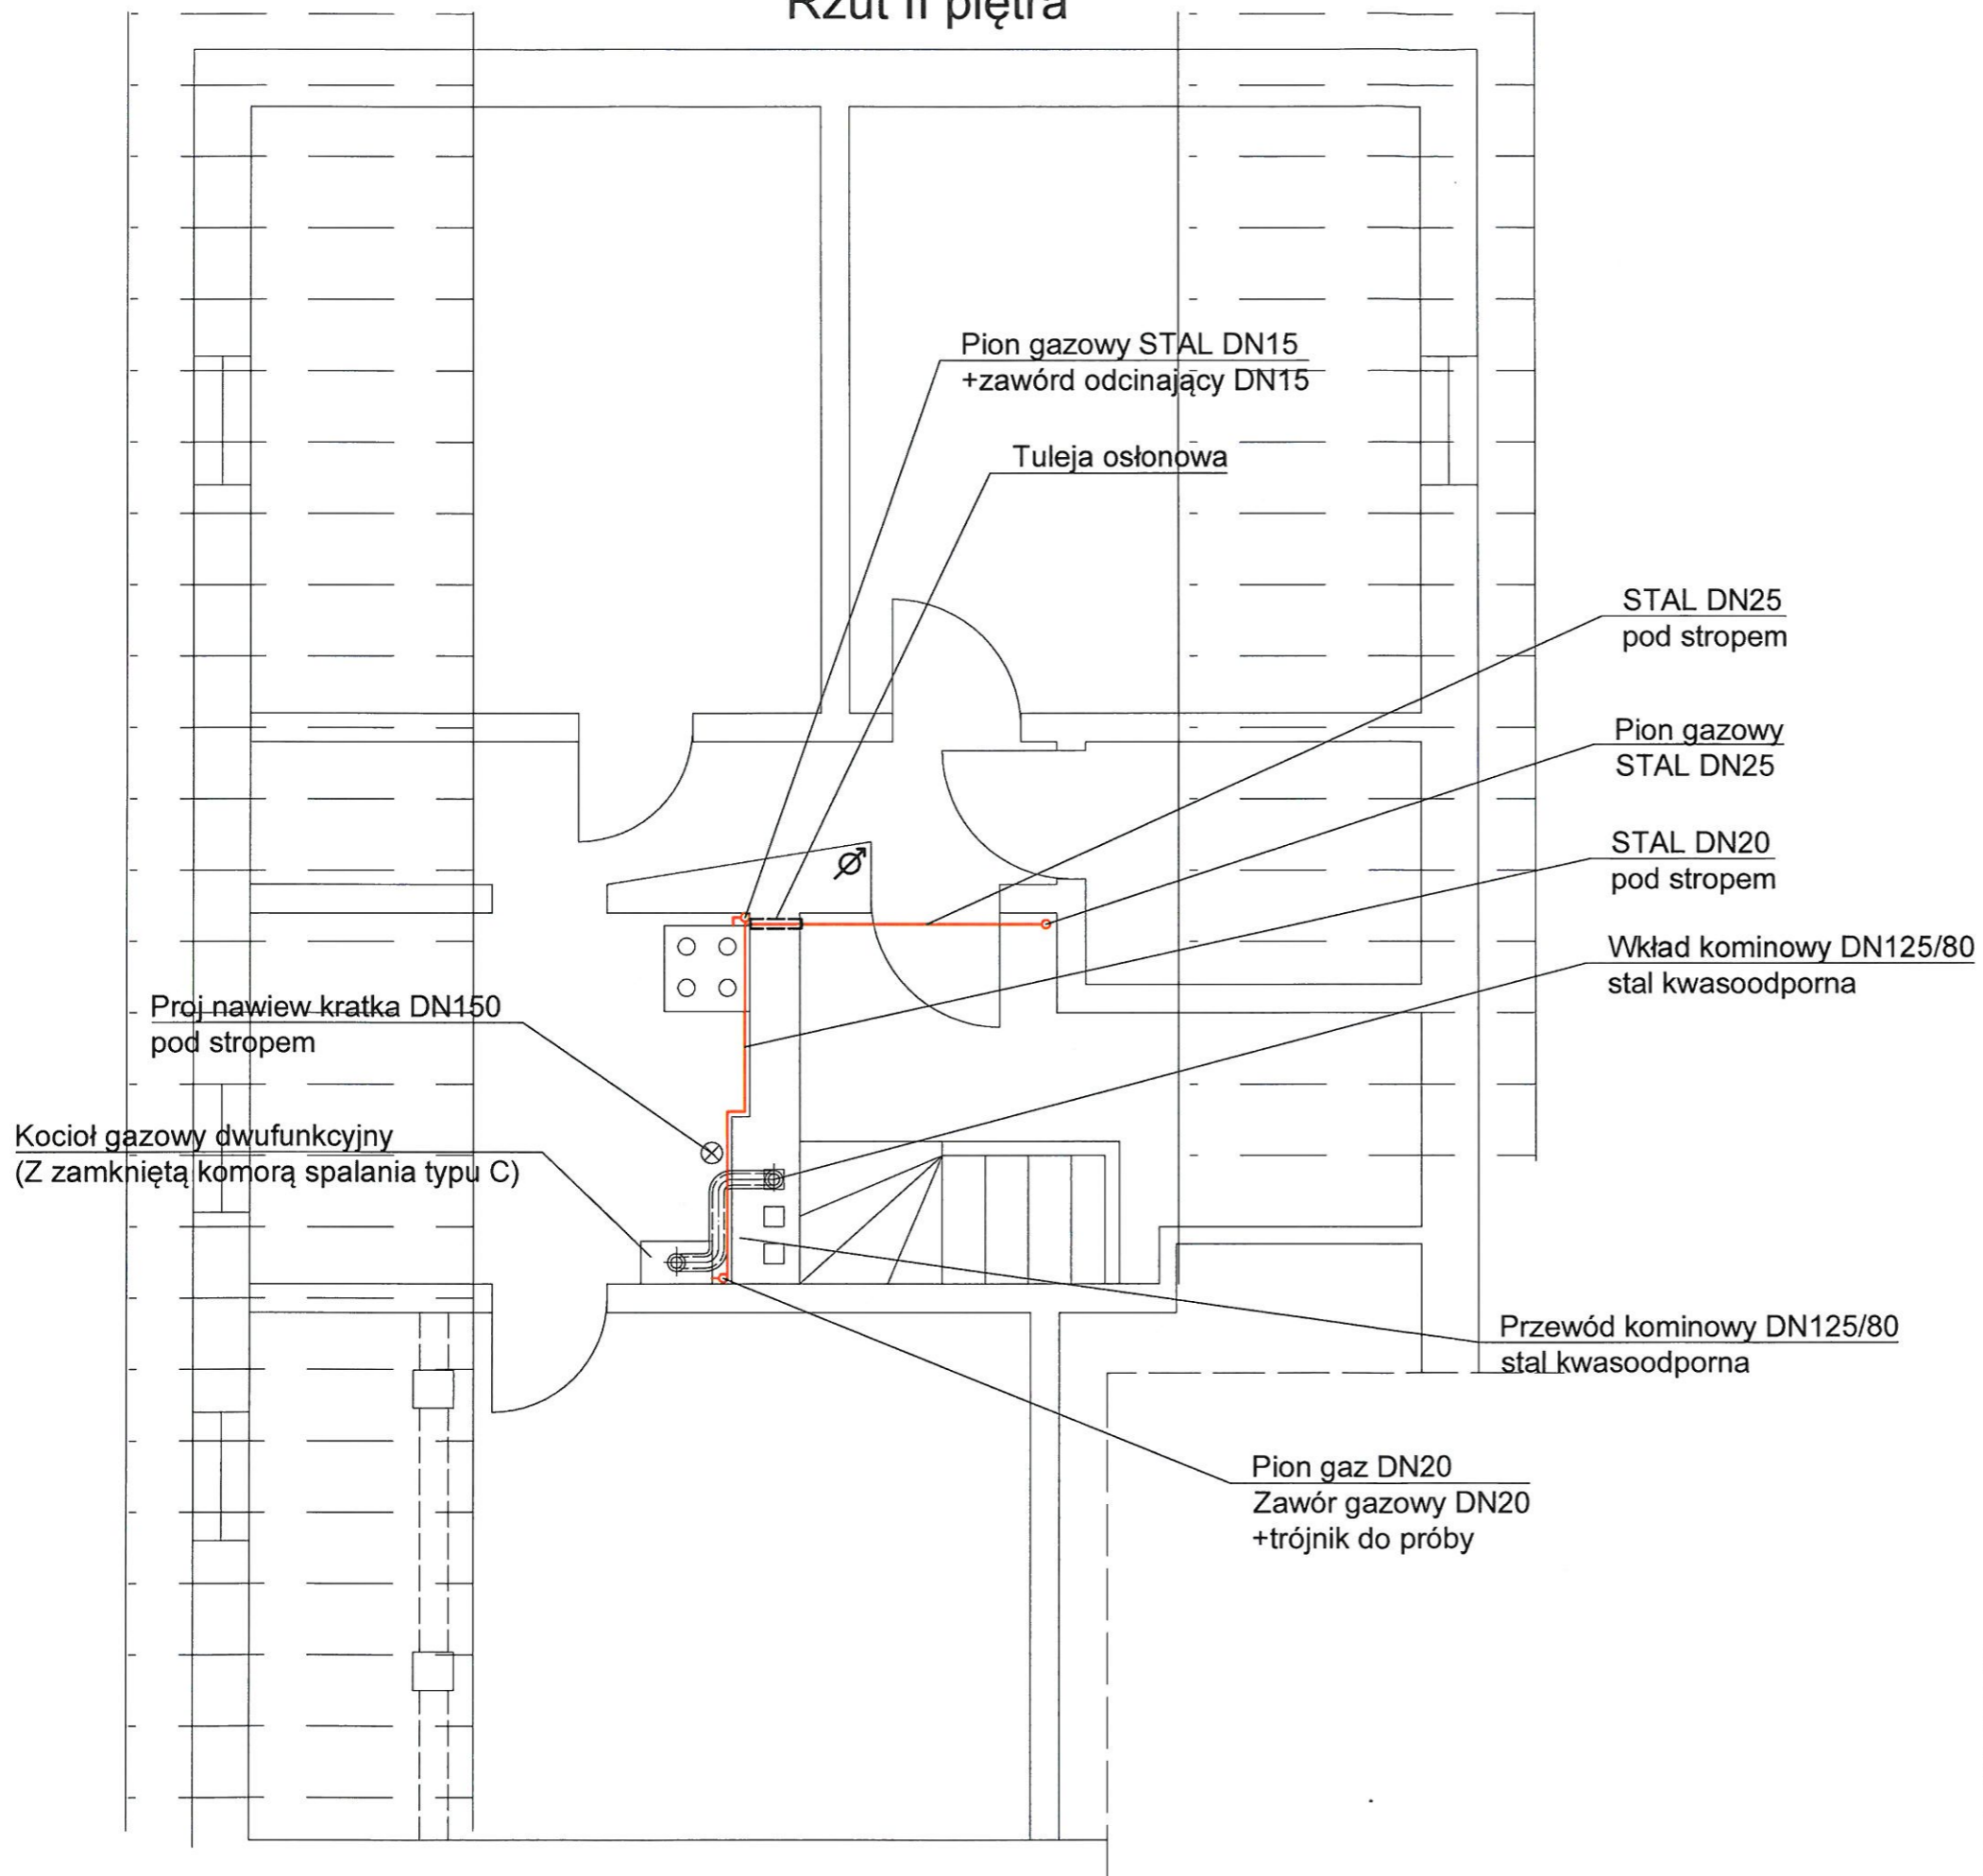 Rzut II piętra
Pion gazowy STAL DN15
+zawórd odcinający DN15
Tuleja osłonowa
STAL DN25
pod stropem
Pion gazowy
STAL DN25
STAL DN20
pod stropem
Wkład kominowy DN125/80
stal kwasoodporna
Proj nawiew kratka DN150
pod stropem
Kocioł gazowy dwufunkcyjny
(Z zamkniętą komorą spalania typu C)
Przewód kominowy DN125/80
stal kwasoodporna
Pion gaz DN20
Zawór gazowy DN20
+trójnik do próby